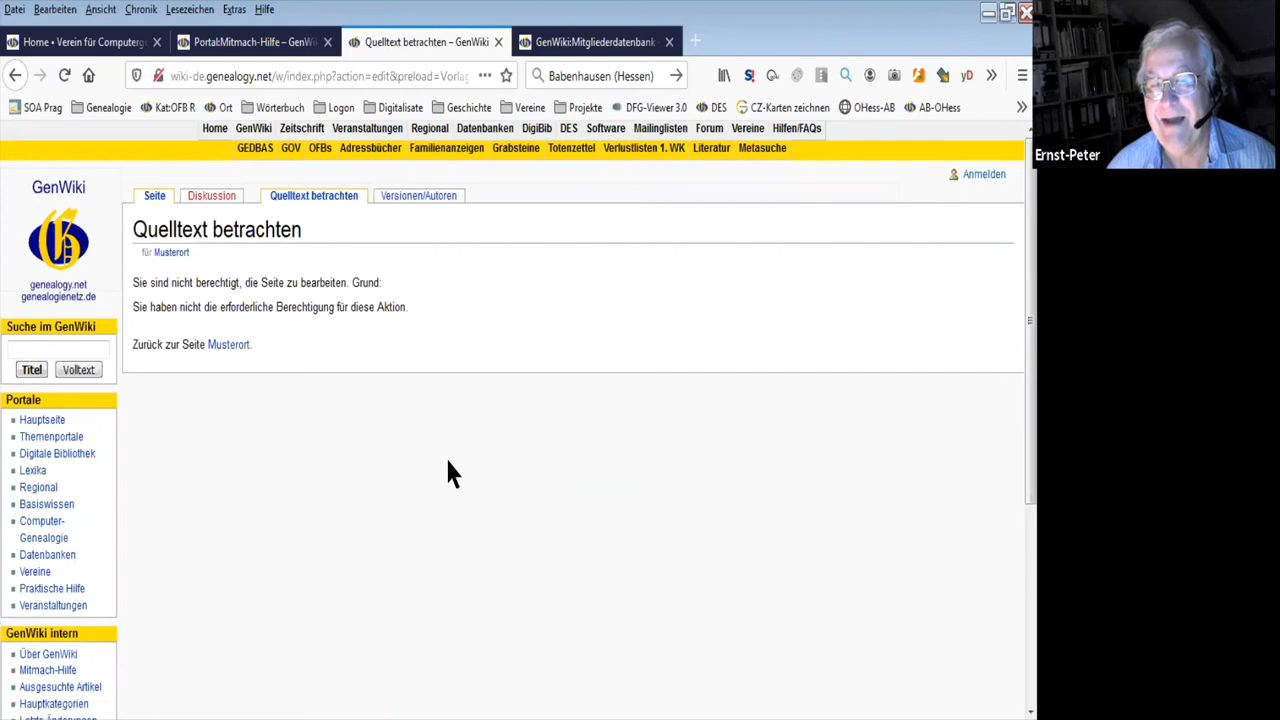 Datei Bearbeiten Ansicht Chronik Lesezeichen Extras Hilfe
Home • Verein für Computerg
Portal:Mitmach-Hilfe – GenWi
Quelltext betrachten – GenWiki
GenWiki:Mitgliederdatenbank
wiki-de.genealogy.net/w/index.php?action=edit&preload=Vorlag
Babenhausen (Hessen)
SOA Prag Genealogie Kat:OFB R Ort Wörterbuch Logon Digitalisate Geschichte Vereine Projekte DFG-Viewer 3.0 DES CZ-Karten zeichnen OHess-AB AB-OHess
Home GenWiki Zeitschrift Veranstaltungen Regional Datenbanken DigiBib DES Software Mailinglisten Forum Vereine Hilfen/FAQs
GEDBAS GOV OFBs Adressbücher Familienanzeigen Grabsteine Totenzettel Verlustlisten 1. WK Literatur Metasuche
Ernst-Peter
Anmelden
GenWiki
genealogy.net
genealogienetz.de
Seite Diskussion Quelltext betrachten Versionen/Autoren
Quelltext betrachten
für Musterort
Sie sind nicht berechtigt, die Seite zu bearbeiten. Grund:
Sie haben nicht die erforderliche Berechtigung für diese Aktion.
Zurück zur Seite Musterort.
Suche im GenWiki
Titel Volltext
Portale
Hauptseite
Themenportale
Digitale Bibliothek
Lexika
Regional
Basiswissen
Computer-
Genealogie
Datenbanken
Vereine
Praktische Hilfe
Veranstaltungen
GenWiki intern
Über GenWiki
Mitmach-Hilfe
Ausgesuchte Artikel
Hauptkategorien
Letzte Änderungen